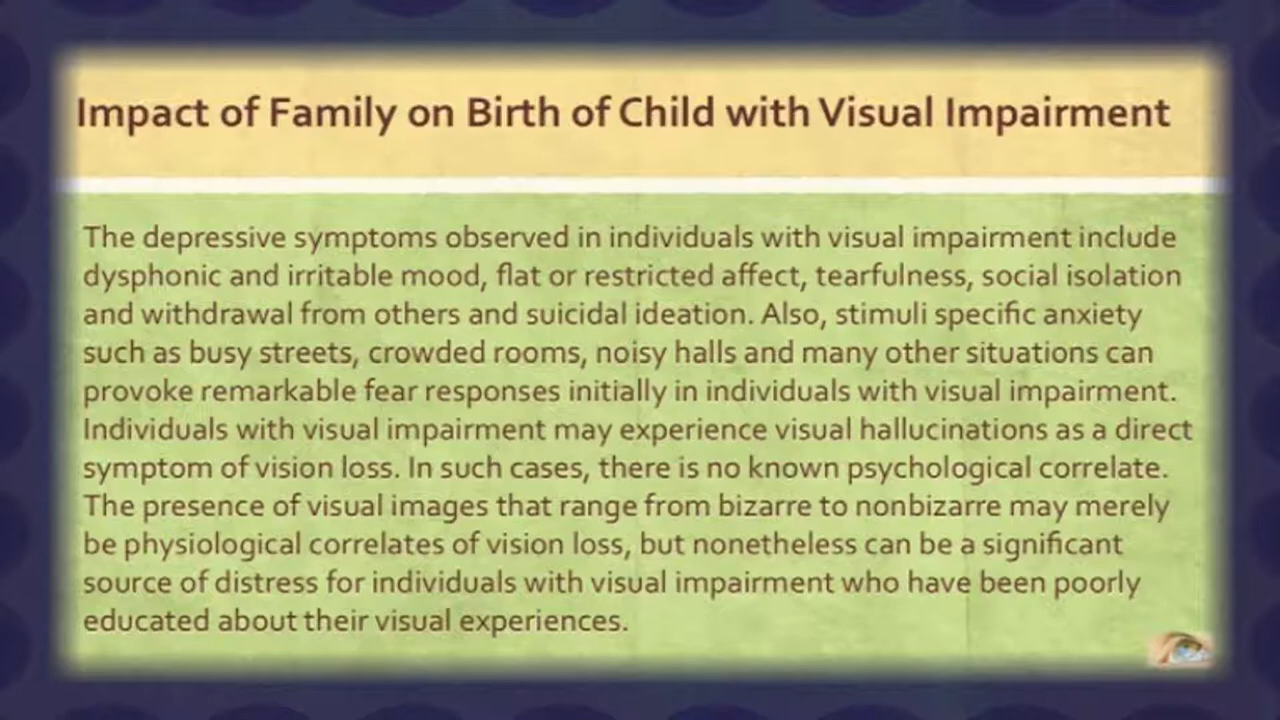 Impact of Family on Birth of Child with Visual Impairment
The depressive symptoms observed in individuals with visual impairment include
dysphonic and irritable mood, flat or restricted affect, tearfulness, social isolation
and withdrawal from others and suicidal ideation. Also, stimuli specific anxiety
such as busy streets, crowded rooms, noisy halls and many other situations can
provoke remarkable fear responses initially in individuals with visual impairment.
Individuals with visual impairment may experience visual hallucinations as a direct
symptom of vision loss. In such cases, there is no known psychological correlate.
The presence of visual images that range from bizarre to nonbizarre may merely
be physiological correlates of vision loss, but nonetheless can be a significant
source of distress for individuals with visual impairment who have been poorly
educated about their visual experiences.